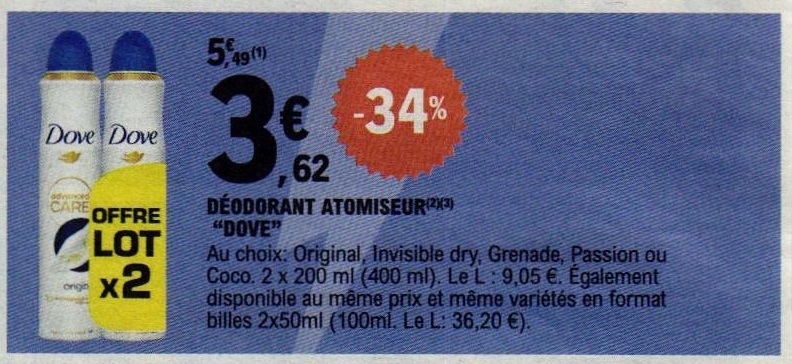 5€,49(1)
3€,62
-34%
Dove Dove
advanced
CARE
OFFRE
LOT
x2
DÉODORANT ATOMISEUR(2)(3)
“DOVE”
Au choix: Original, Invisible dry, Grenade, Passion ou
Coco. 2 x 200 ml (400 ml). Le L : 9,05 €. Également
disponible au même prix et même variétés en format
billes 2x50ml (100ml. Le L: 36,20 €).